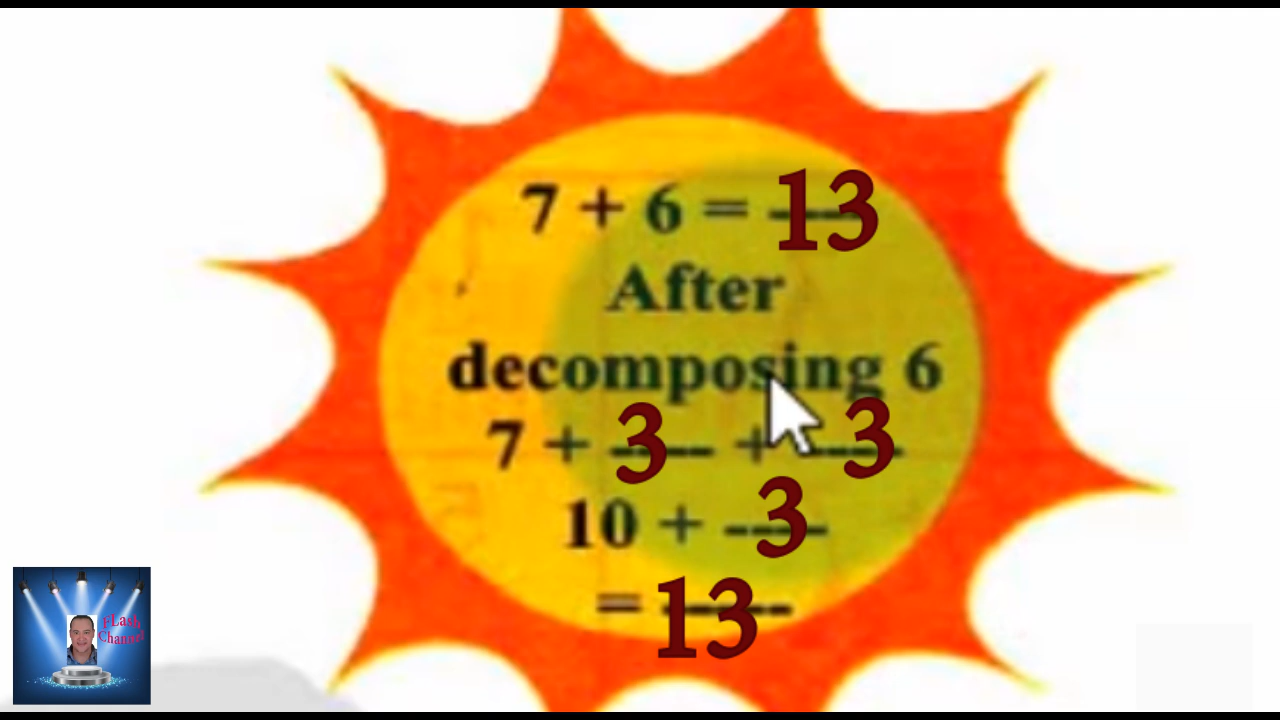 7 + 6 = 13
After
decomposing 6
7 + 3 + 3
10 + 3
= 13
FLash
Channel